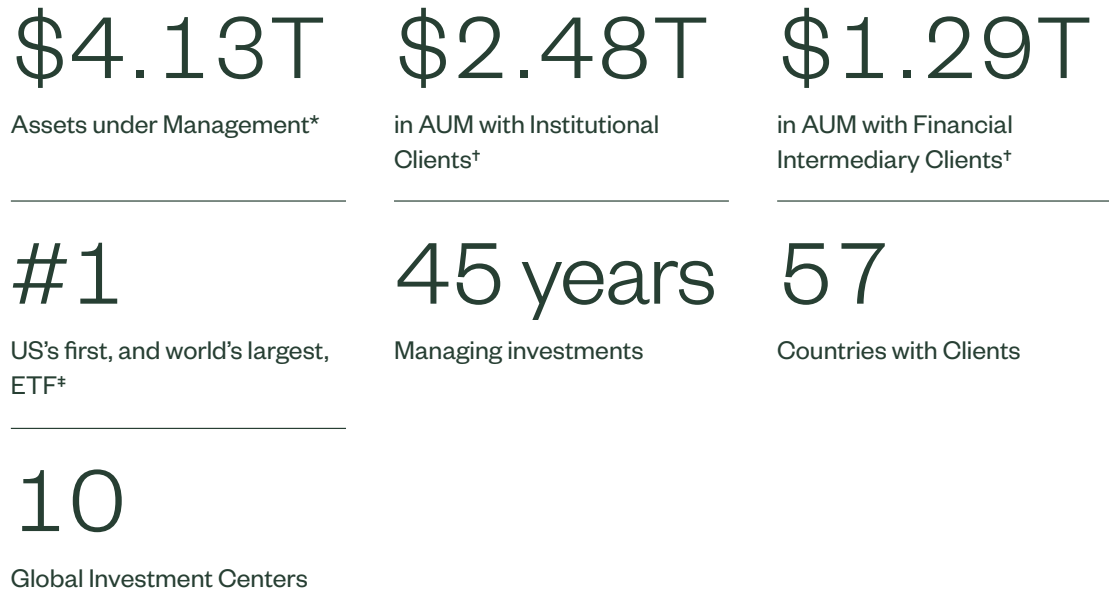 $4.13T
Assets under Management*
$2.48T
in AUM with Institutional
Clients†
$1.29T
in AUM with Financial
Intermediary Clients†
#1
US’s first, and world’s largest,
ETF‡
45 years
Managing investments
57
Countries with Clients
10
Global Investment Centers